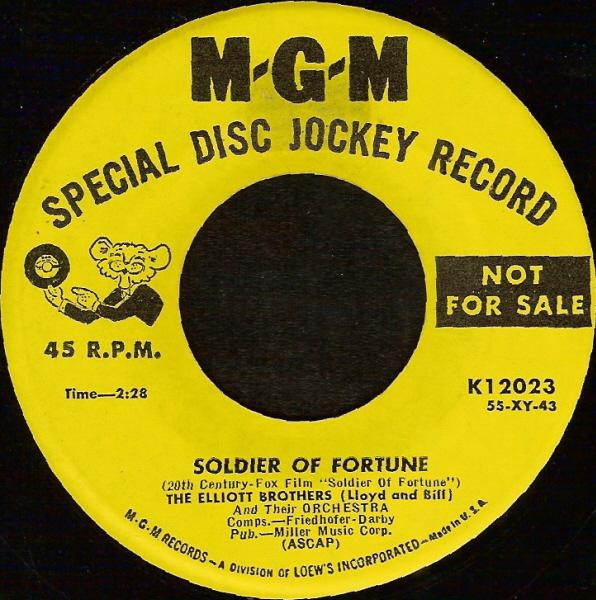 M-G-M
SPECIAL DISC JOCKEY RECORD
NOT
FOR SALE
45 R.P.M.
Time—2:28
K12023
55-XY-43
SOLDIER OF FORTUNE
(20th Century-Fox Film "Soldier Of Fortune")
THE ELLIOTT BROTHERS (Lloyd and Bill)
And Their ORCHESTRA
Comps.—Friedhofer-Darby
Pub.—Miller Music Corp.
(ASCAP)
M-G-M RECORDS—A DIVISION OF LOEW'S INCORPORATED—Made in U.S.A.